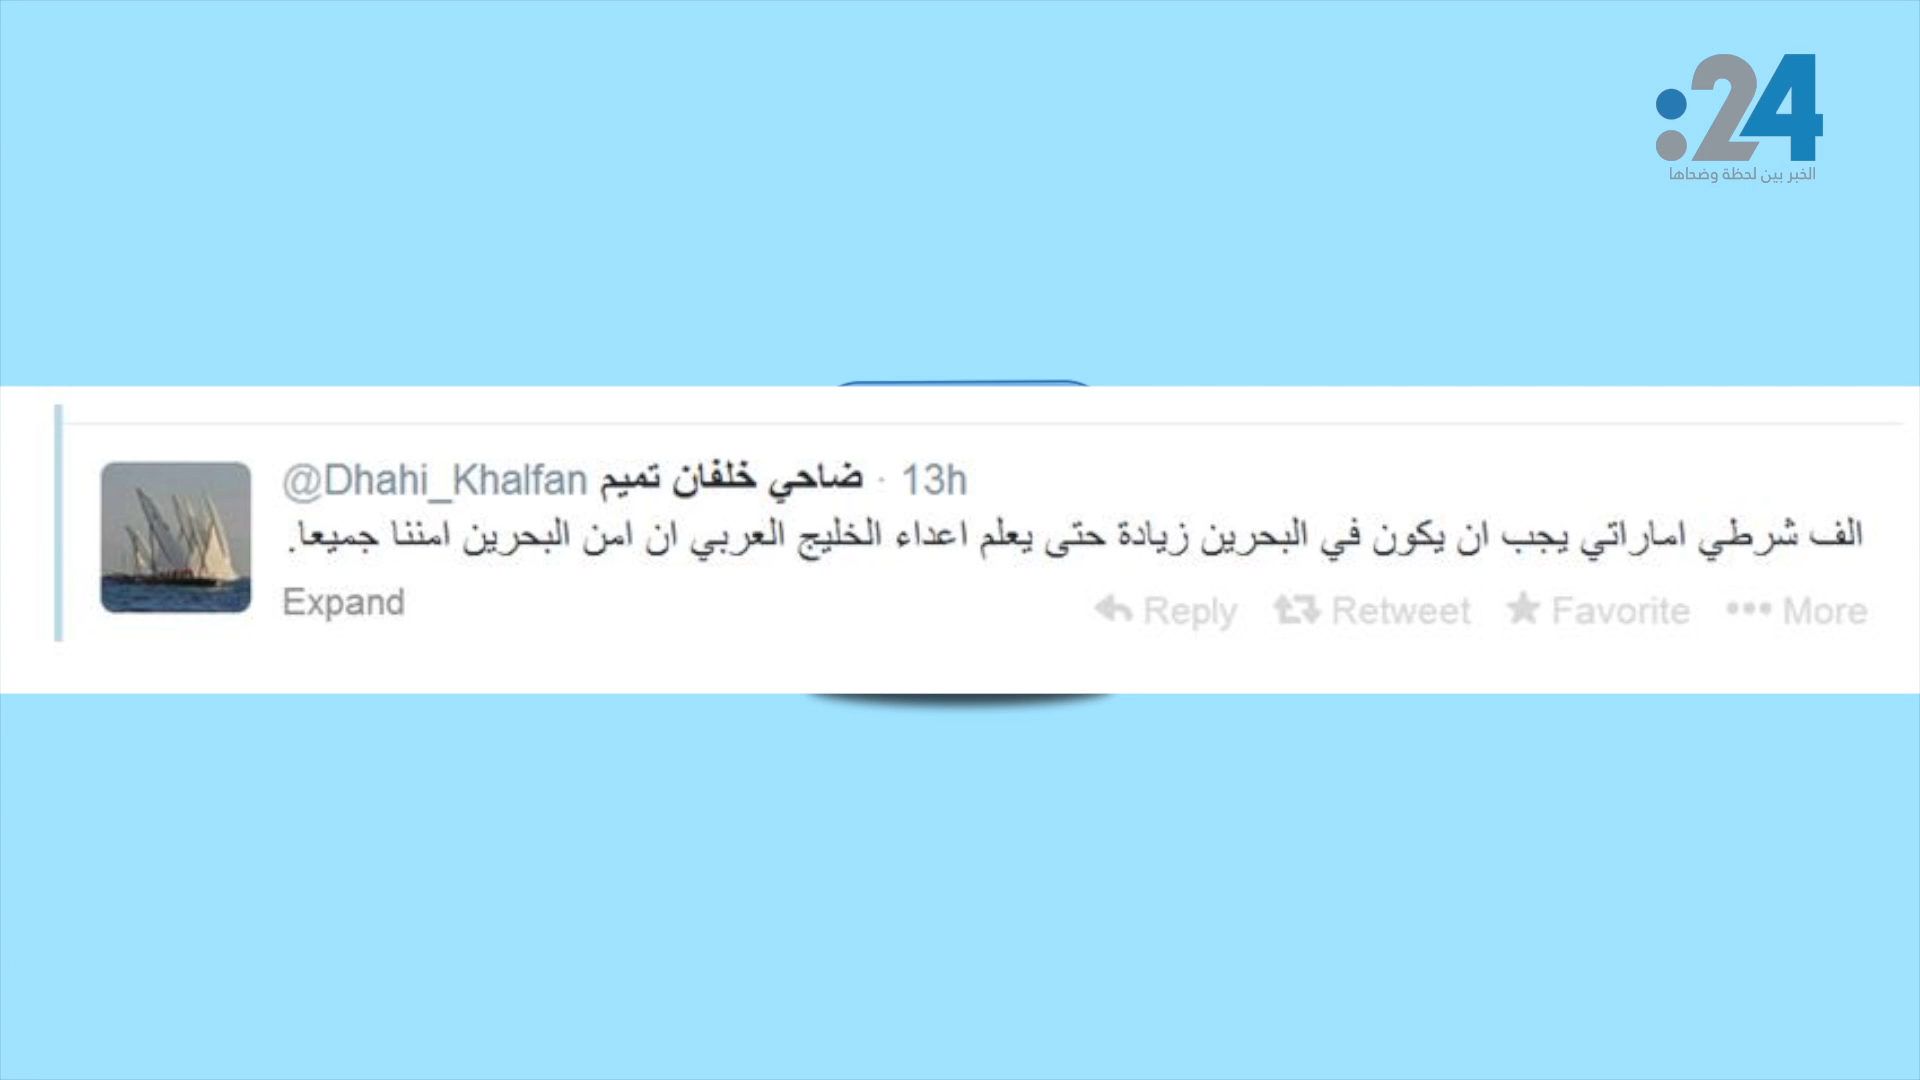 :24
الخبر بين لحظة وضحاها
@Dhahi_Khalfan ضاحي خلفان تميم · 13h
الف شرطي اماراتي يجب ان يكون في البحرين زيادة حتى يعلم اعداء الخليج العربي ان امن البحرين امننا جميعا.
Expand
Reply Retweet Favorite More